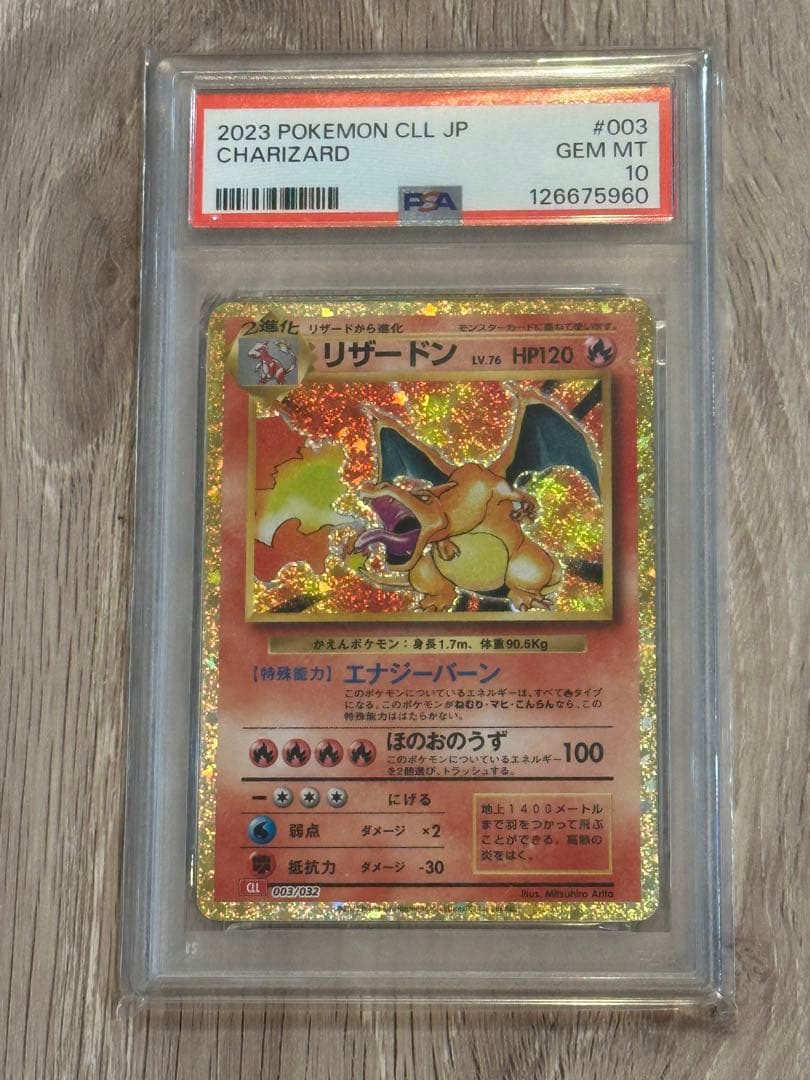 2023 POKEMON CLL JP #003
CHARIZARD GEM MT
10
PSA 126675960
2進化 リザードから進化 モンスターカードに重ねて使います。
リザードン LV.76 HP120
かえんポケモン:身長1.7m、体重90.5Kg
【特殊能力】エナジーバーン
このポケモンについているエネルギーは、すべてタイプ
になる。このポケモンがねむり・マヒ・こんらんなら、この
特殊能力ははたらかない。
ほのおのうず 100
このポケモンについているエネルギー
を2個選び、トラッシュする。
にげる
弱点 ダメージ ×2
抵抗力 ダメージ -30
地上1400メートル
まで羽をつかって飛ぶ
ことができる。高熱の
炎をはく。
CLL 003/032
Illus. Mitsuhiro Arita